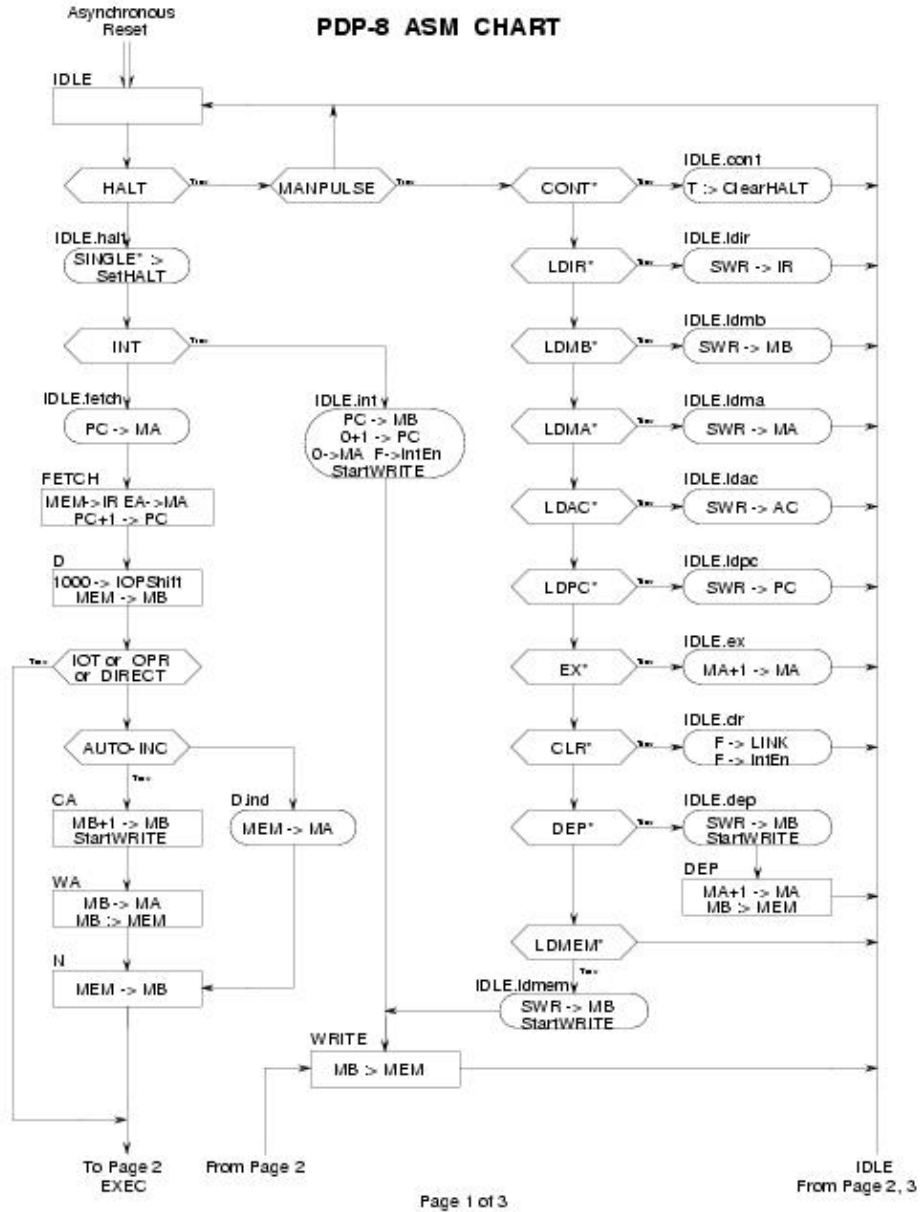 Asynchronous
Reset
PDP-8 ASM CHART
IDLE
HALT
True
MANPULSE
True
CONT*
True
IDLE.cont
T :> ClearHALT
IDLE.halt
SINGLE* :>
SetHALT
LDIR*
True
IDLE.ldir
SWR -> IR
INT
True
LDMB*
True
IDLE.ldmb
SWR -> MB
IDLE.fetch
PC -> MA
IDLE.int
PC -> MB
0+1 -> PC
0->MA F->IntEn
StartWRITE
LDMA*
True
IDLE.ldma
SWR -> MA
FETCH
MEM->IR EA->MA
PC+1 -> PC
LDAC*
True
IDLE.ldac
SWR -> AC
D
1000-> IOPShift
MEM -> MB
LDPC*
True
IDLE.ldpc
SWR -> PC
True
IOT or OPR
or DIRECT
EX*
True
IDLE.ex
MA+1 -> MA
AUTO-INC
True
CLR*
True
IDLE.clr
F -> LINK
F -> IntEn
CA
MB+1 -> MB
StartWRITE
D.ind
MEM -> MA
DEP*
True
IDLE.dep
SWR -> MB
StartWRITE
WA
MB -> MA
MB :> MEM
DEP
MA+1 -> MA
MB :> MEM
N
MEM -> MB
LDMEM*
True
IDLE.ldmem
SWR -> MB
StartWRITE
WRITE
MB :> MEM
To Page 2
EXEC
From Page 2
IDLE
From Page 2, 3
Page 1 of 3